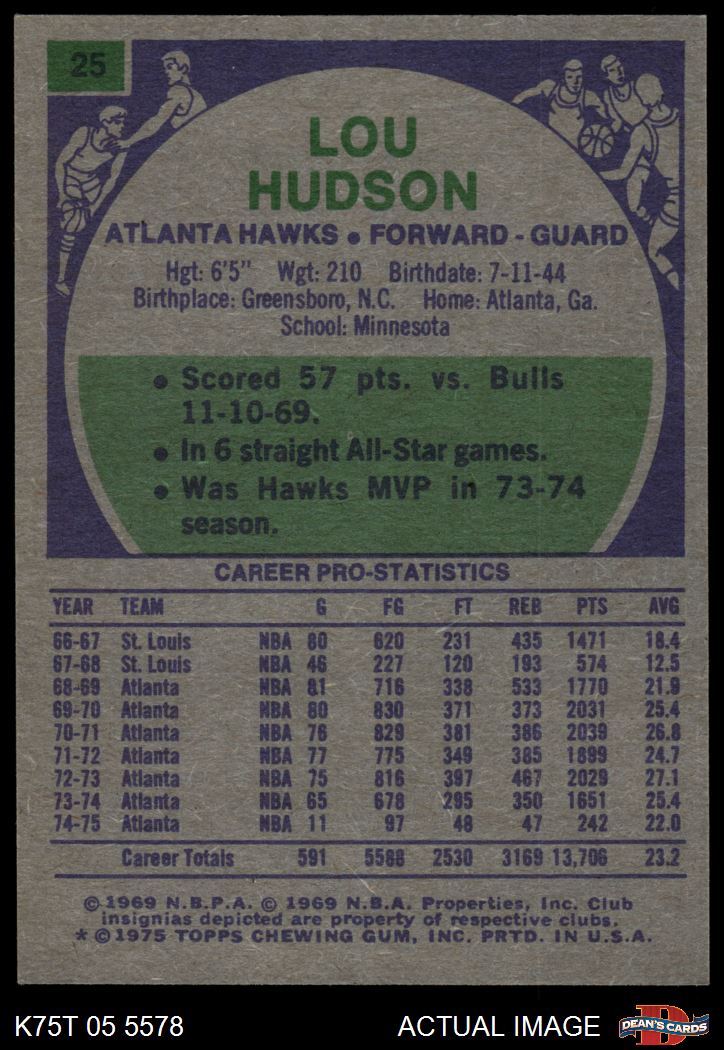 25
LOU
HUDSON
ATLANTA HAWKS • FORWARD - GUARD
Hgt: 6'5" Wgt: 210 Birthdate: 7-11-44
Birthplace: Greensboro, N.C. Home: Atlanta, Ga.
School: Minnesota
• Scored 57 pts. vs. Bulls
11-10-69.
• In 6 straight All-Star games.
• Was Hawks MVP in 73-74
season.
CAREER PRO-STATISTICS
YEAR TEAM G FG FT REB PTS AVG
66-67 St. Louis NBA 80 620 231 435 1471 18.4
67-68 St. Louis NBA 46 227 120 193 574 12.5
68-69 Atlanta NBA 81 716 338 533 1770 21.9
69-70 Atlanta NBA 80 830 371 373 2031 25.4
70-71 Atlanta NBA 76 829 381 386 2039 26.8
71-72 Atlanta NBA 77 775 349 385 1899 24.7
72-73 Atlanta NBA 75 816 397 467 2029 27.1
73-74 Atlanta NBA 65 678 295 350 1651 25.4
74-75 Atlanta NBA 11 97 48 47 242 22.0
Career Totals 591 5588 2530 3169 13,706 23.2
© 1969 N.B.P.A. © 1969 N.B.A. Properties, Inc. Club
insignias depicted are property of respective clubs.
* © 1975 TOPPS CHEWING GUM, INC. PRTD. IN U.S.A.
K75T 05 5578 ACTUAL IMAGE
D
DEAN'S CARDS